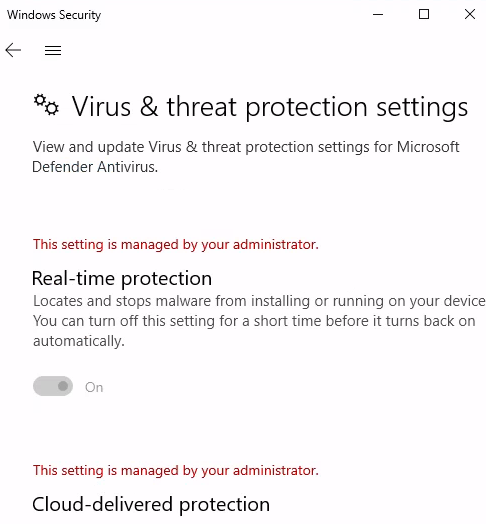 Windows Security
Virus & threat protection settings
View and update Virus & threat protection settings for Microsoft
Defender Antivirus.
This setting is managed by your administrator.
Real-time protection
Locates and stops malware from installing or running on your device
You can turn off this setting for a short time before it turns back on
automatically.
On
This setting is managed by your administrator.
Cloud-delivered protection